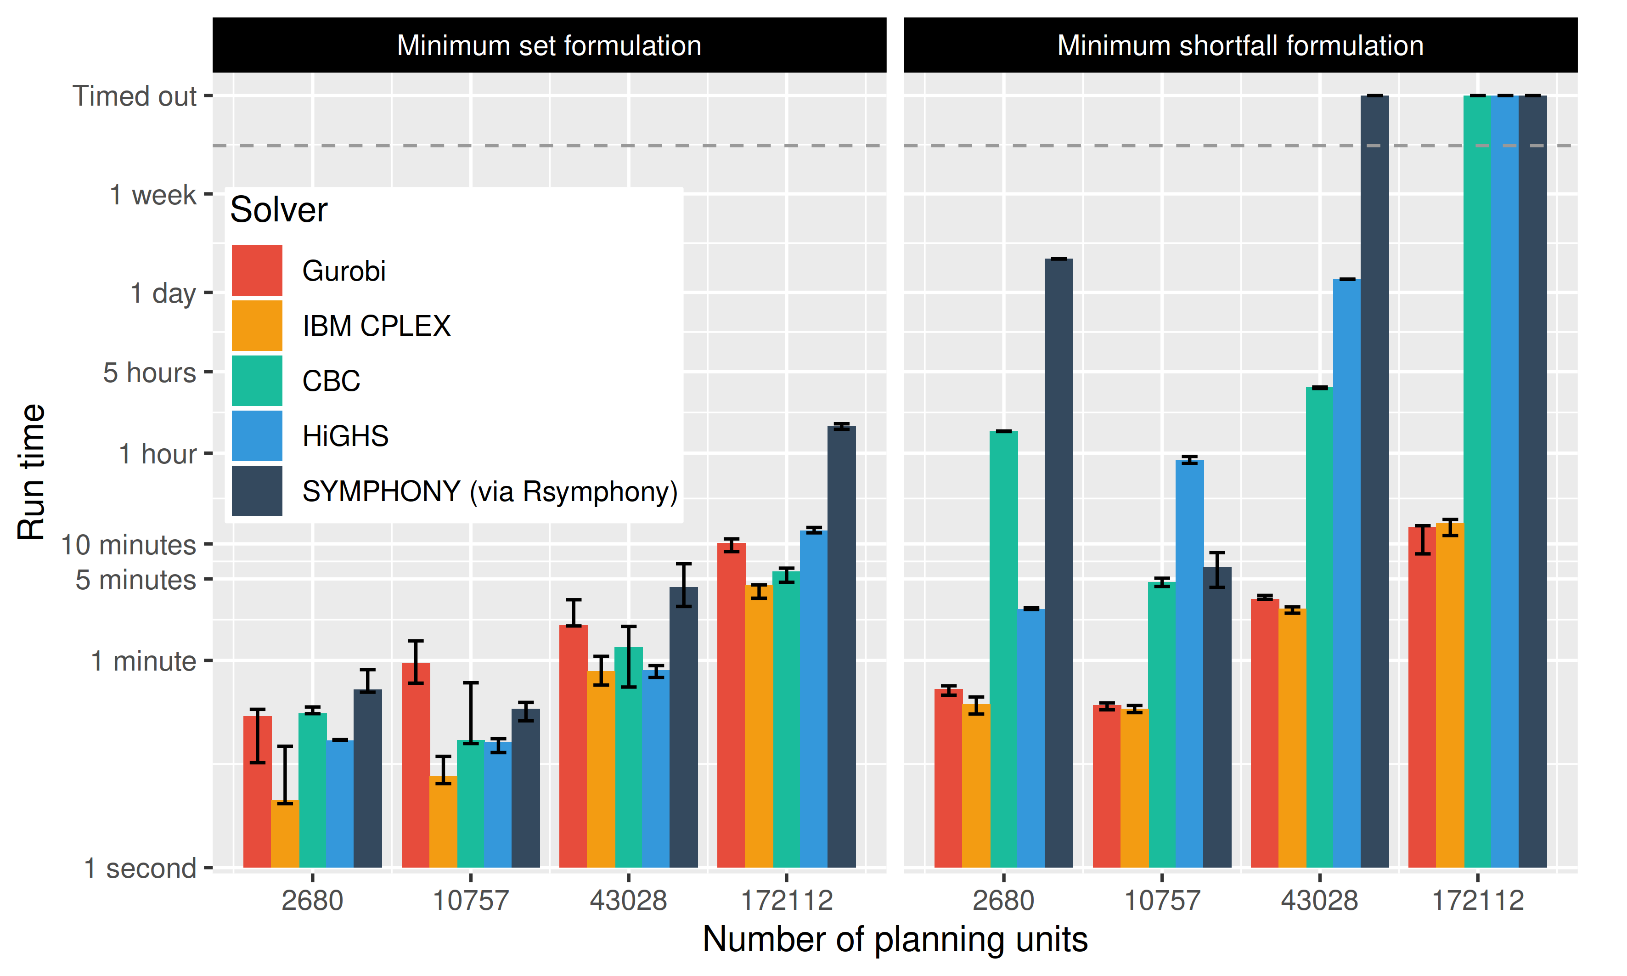 Minimum set formulation
Minimum shortfall formulation
Timed out
1 week
1 day
5 hours
1 hour
10 minutes
5 minutes
1 minute
1 second
Run time
Solver
Gurobi
IBM CPLEX
CBC
HiGHS
SYMPHONY (via Rsymphony)
2680
10757
43028
172112
2680
10757
43028
172112
Number of planning units